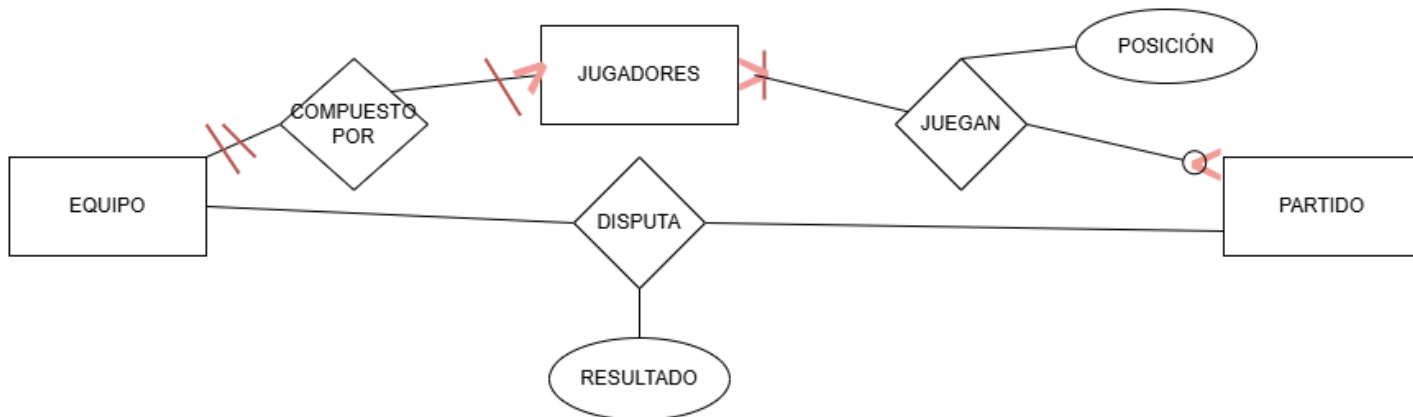 POSICIÓN
JUGADORES
COMPUESTO
POR
JUEGAN
EQUIPO
DISPUTA
PARTIDO
RESULTADO